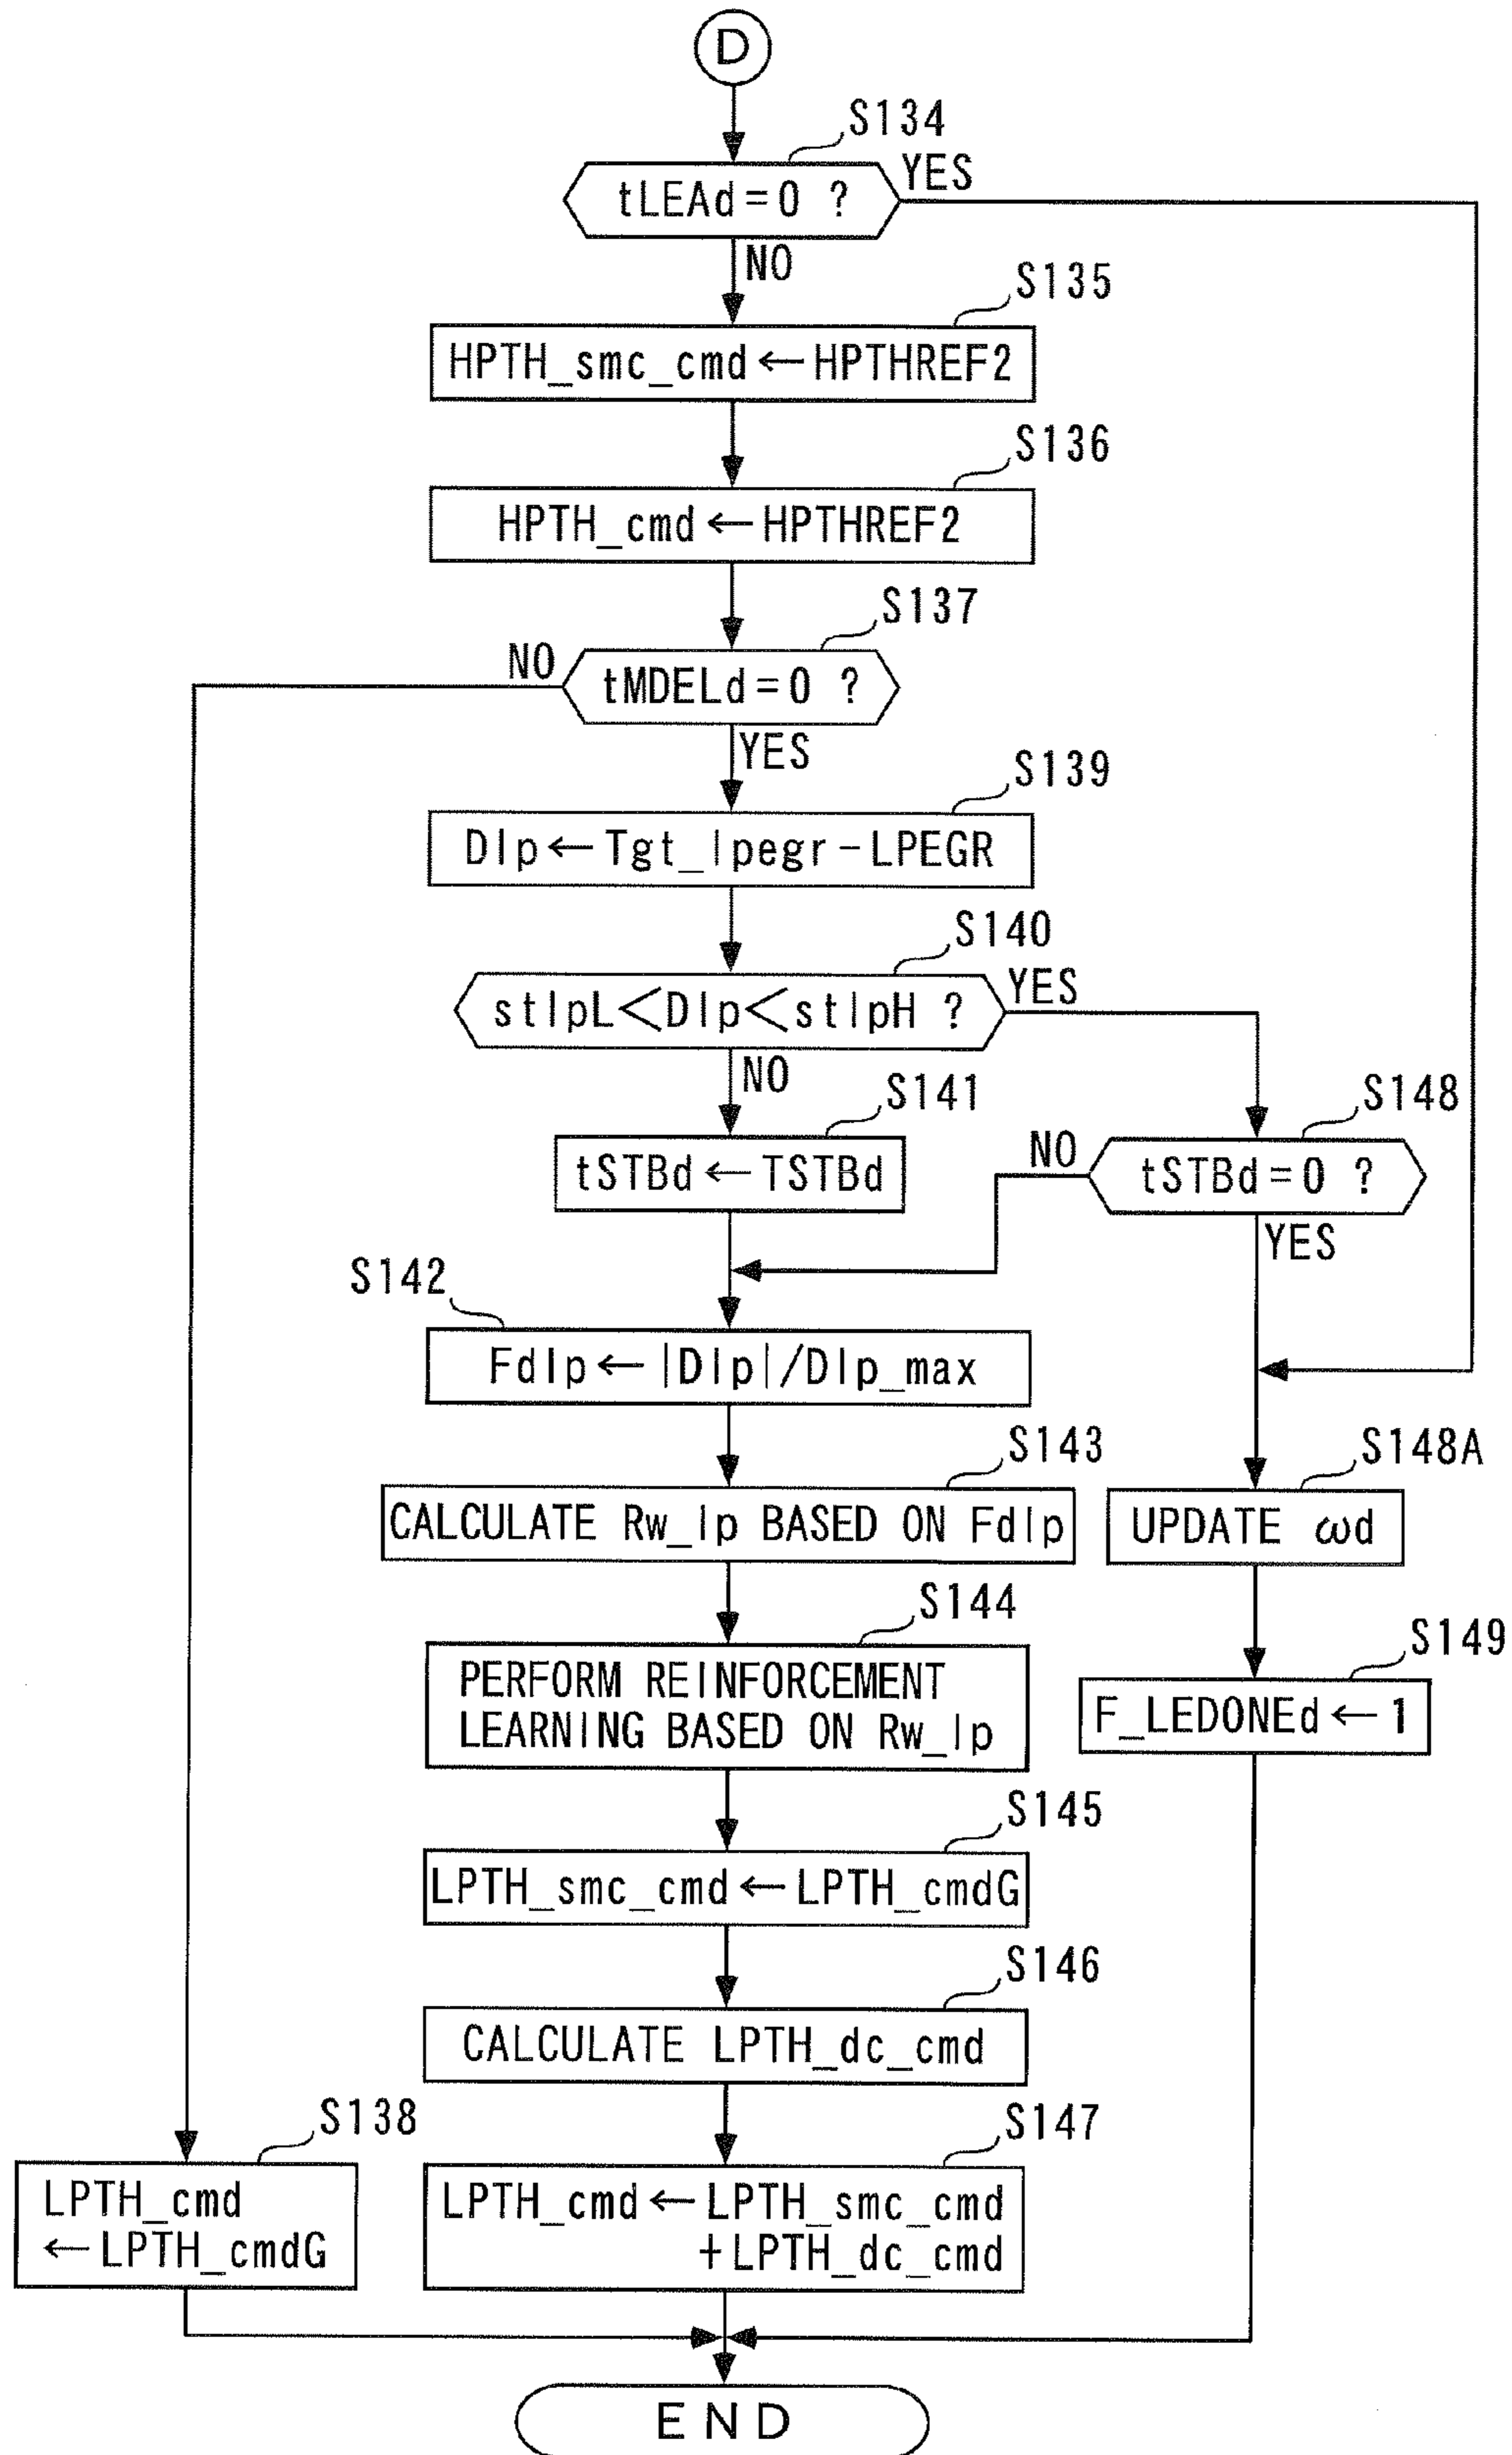 D
S134
tLEAd=0 ?
YES
NO
S135
HPTH_smc_cmd←HPTHREF2
S136
HPTH_cmd←HPTHREF2
S137
NO
tMDELd=0 ?
YES
S139
Dlp←Tgt_lpegr-LPEGR
S140
stlpL<Dlp<stlpH ?
YES
NO
S141
S148
tSTBd←TSTBd
NO
tSTBd=0 ?
YES
S142
Fdlp←|Dlp|/Dlp_max
S143
S148A
CALCULATE Rw_lp BASED ON Fdlp
UPDATE ωd
S144
S149
PERFORM REINFORCEMENT
LEARNING BASED ON Rw_lp
F_LEDONEd←1
S145
LPTH_smc_cmd←LPTH_cmdG
S146
CALCULATE LPTH_dc_cmd
S138
S147
LPTH_cmd
←LPTH_cmdG
LPTH_cmd←LPTH_smc_cmd
+LPTH_dc_cmd
END